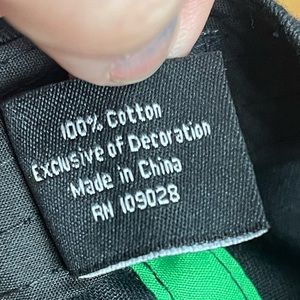 100% Cotton
Exclusive of Decoration
Made in China
RN 109028